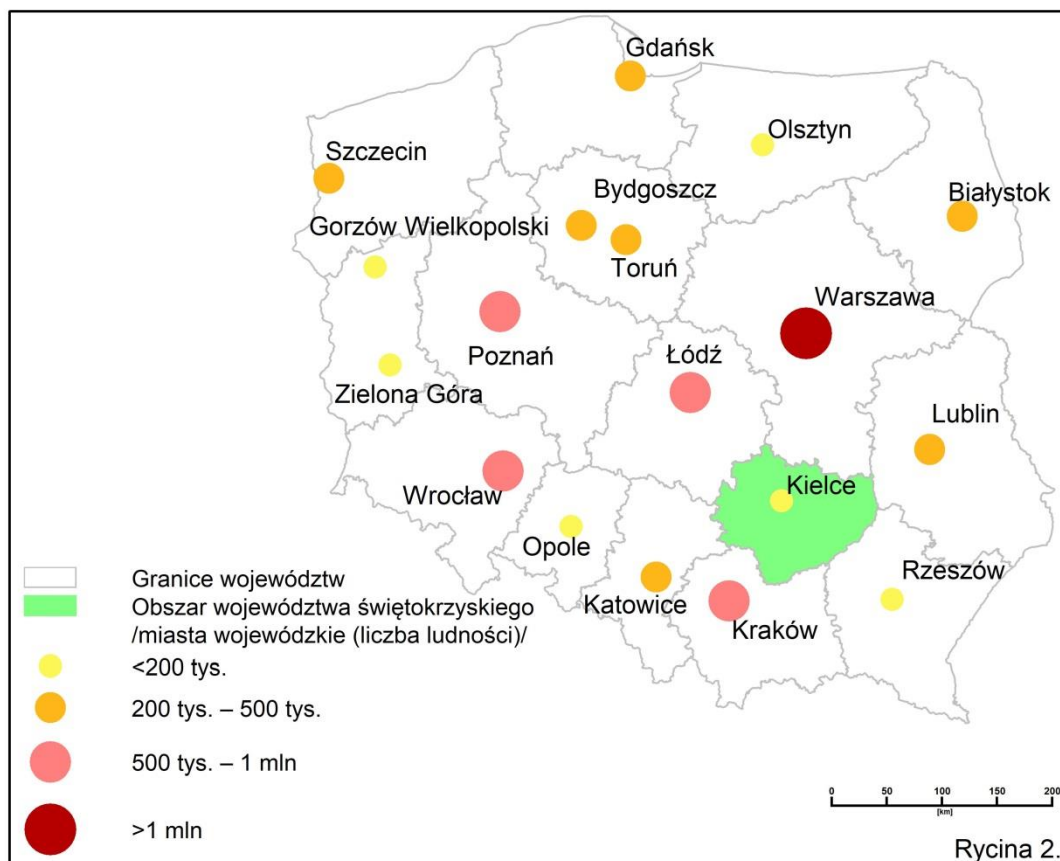 Gdańsk
Olsztyn
Szczecin
Bydgoszcz
Białystok
Gorzów Wielkopolski
Toruń
Warszawa
Poznań
Łódź
Zielona Góra
Lublin
Wrocław
Kielce
Opole
Rzeszów
Katowice
Kraków
Granice województw
Obszar województwa świętokrzyskiego
/miasta wojewódzkie (liczba ludności)/
<200 tys.
200 tys. – 500 tys.
500 tys. – 1 mln
>1 mln
0 50 100 150 200
[km]
Rycina 2.